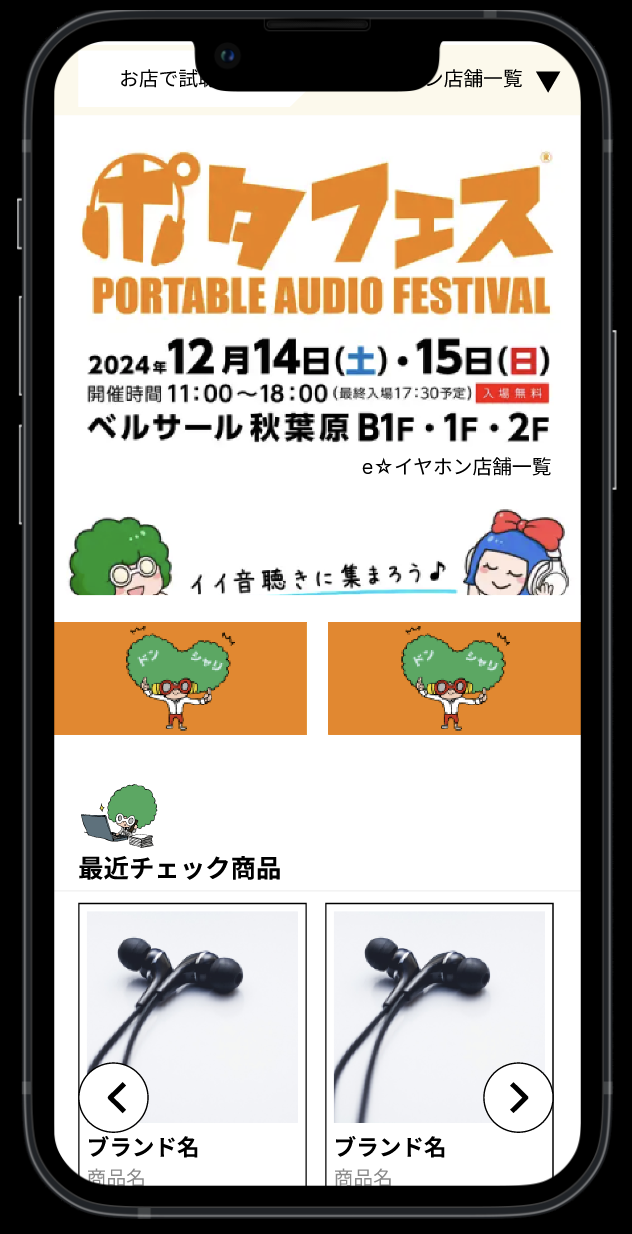 お店で試
ン店舗一覧 ▼
ポタフェス®
PORTABLE AUDIO FESTIVAL
2024年12月14日(土)・15日(日)
開催時間 11:00〜18:00 (最終入場17:30予定) 入場無料
ベルサール 秋葉原 B1F・1F・2F
e☆イヤホン店舗一覧
イイ音聴きに集まろう♪
ドン シャリ ドン シャリ
最近チェック商品
ブランド名 ブランド名
商品名 商品名